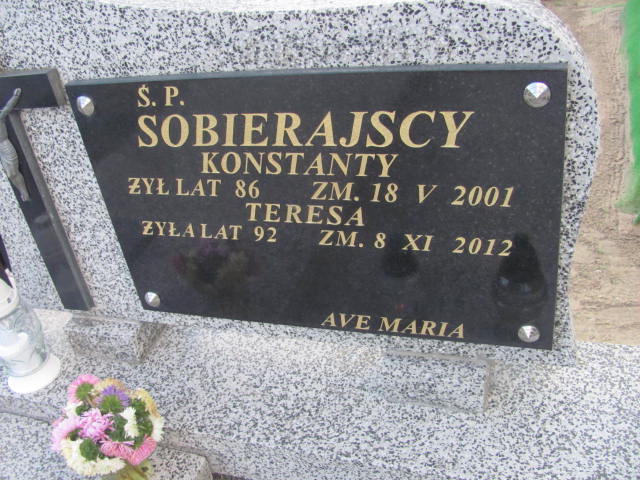 Ś. P.
SOBIERAJSCY
KONSTANTY
ŻYŁ LAT 86 ZM. 18 V 2001
TERESA
ŻYŁA LAT 92 ZM. 8 XI 2012
AVE MARIA